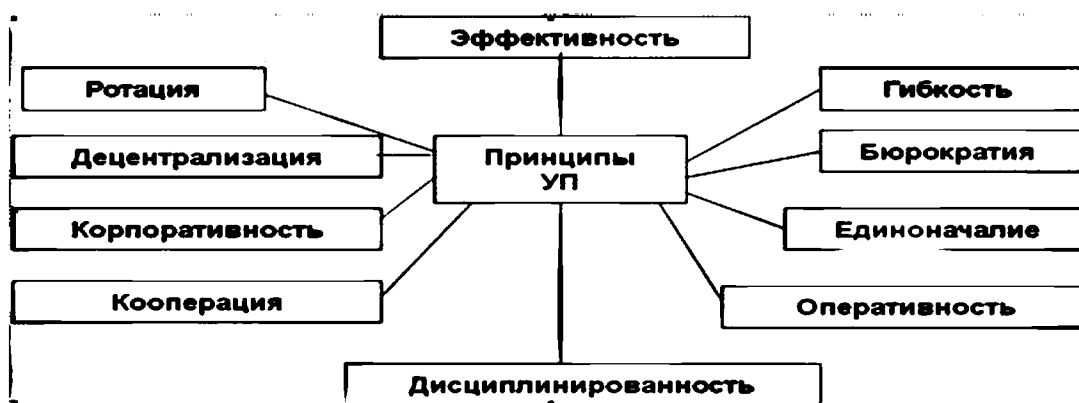 Эффективность
Ротация
Гибкость
Децентрализация
Принципы
УП
Бюрократия
Корпоративность
Единоначалие
Кооперация
Оперативность
Дисциплинированность